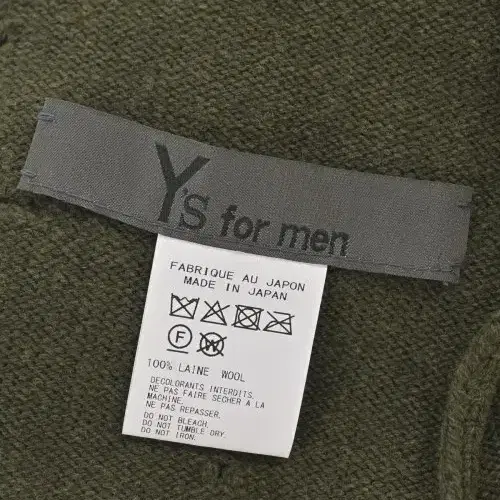 Y's for men
FABRIQUE AU JAPON
MADE IN JAPAN
F W
100% LAINE WOOL
DECOLORANTS INTERDITS.
NE PAS FAIRE SECHER A LA
MACHINE.
NE PAS REPASSER.
DO NOT BLEACH.
DO NOT TUMBLE DRY.
DO NOT IRON.